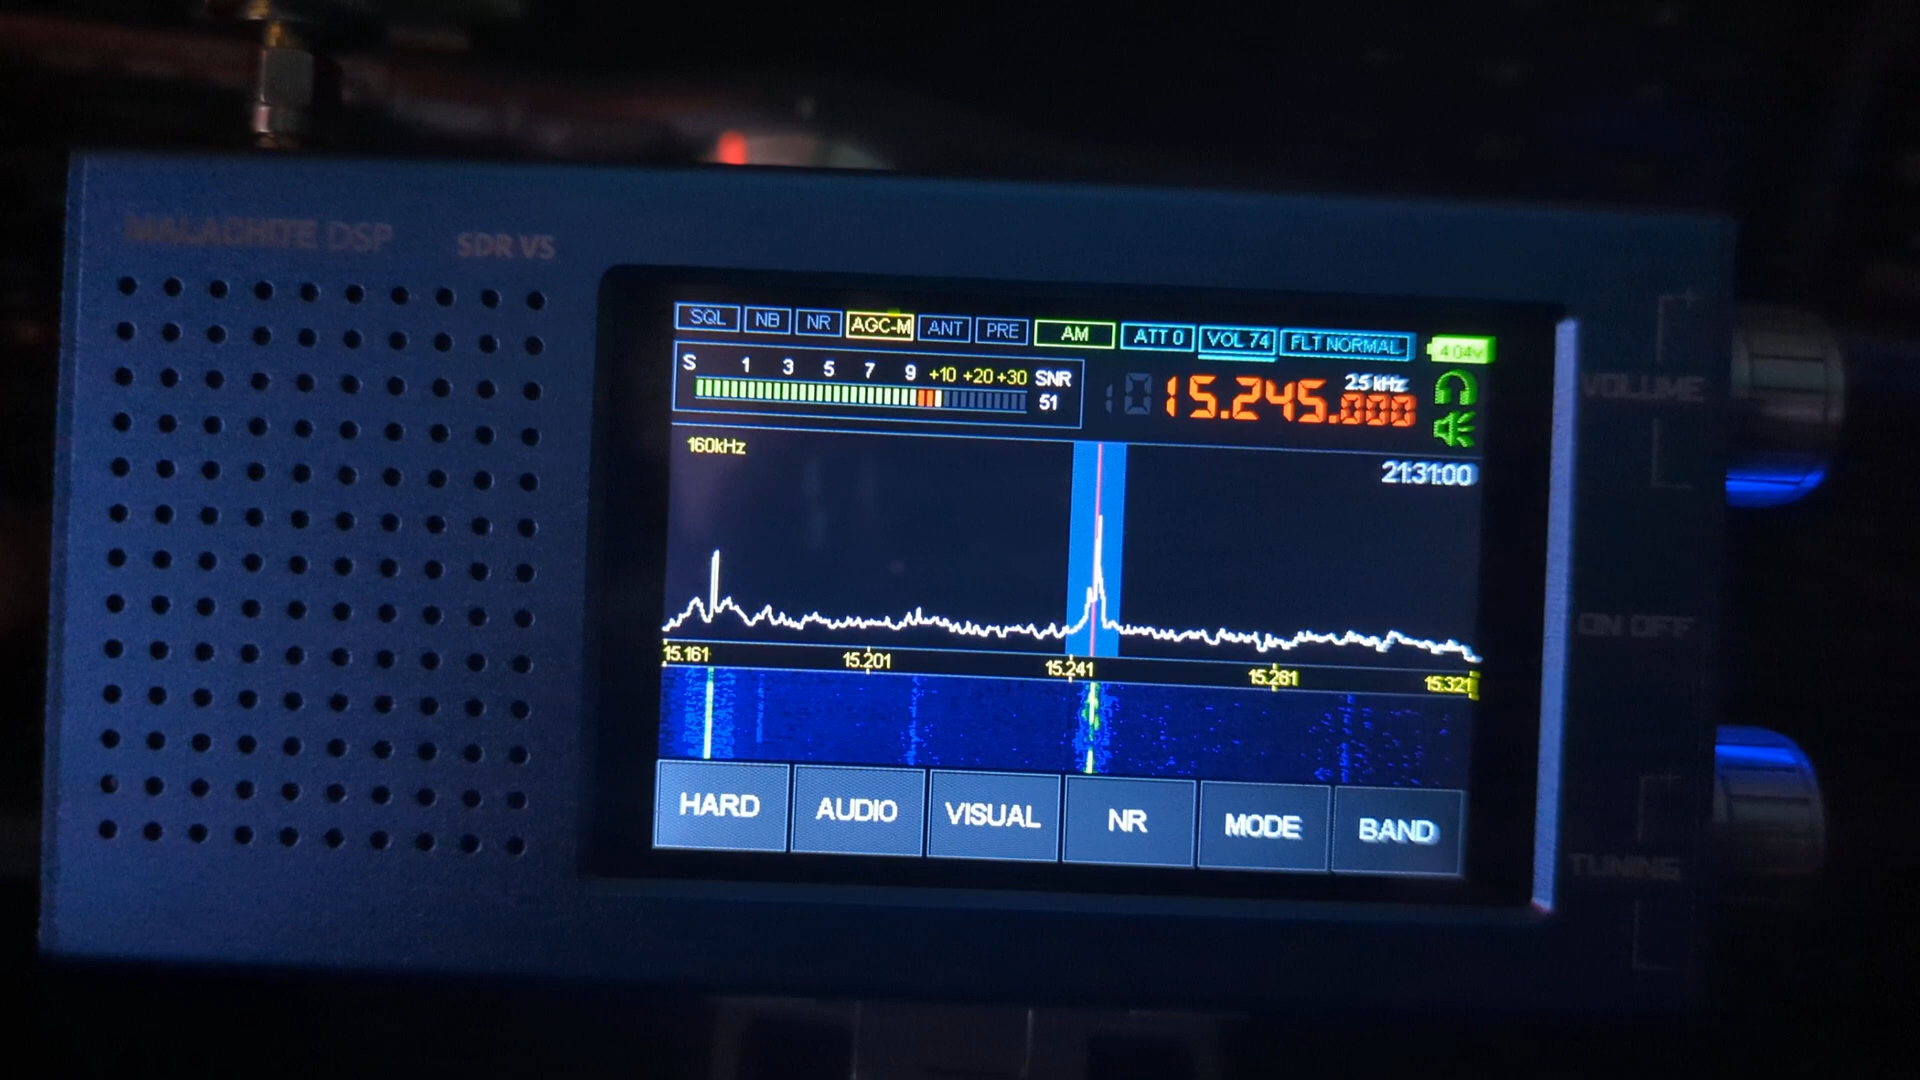 MALACHITE DSP SDR V5
SQL NB NR AGC-M ANT PRE AM ATT 0 VOL 74 FLT NORMAL 4.04v
S 1 3 5 7 9 +10 +20 +30 SNR
51
2.5 kHz
15.245.000
160kHz
21:31:00
15.161 15.201 15.241 15.281 15.321
HARD AUDIO VISUAL NR MODE BAND
VOLUME
ON OFF
TUNING